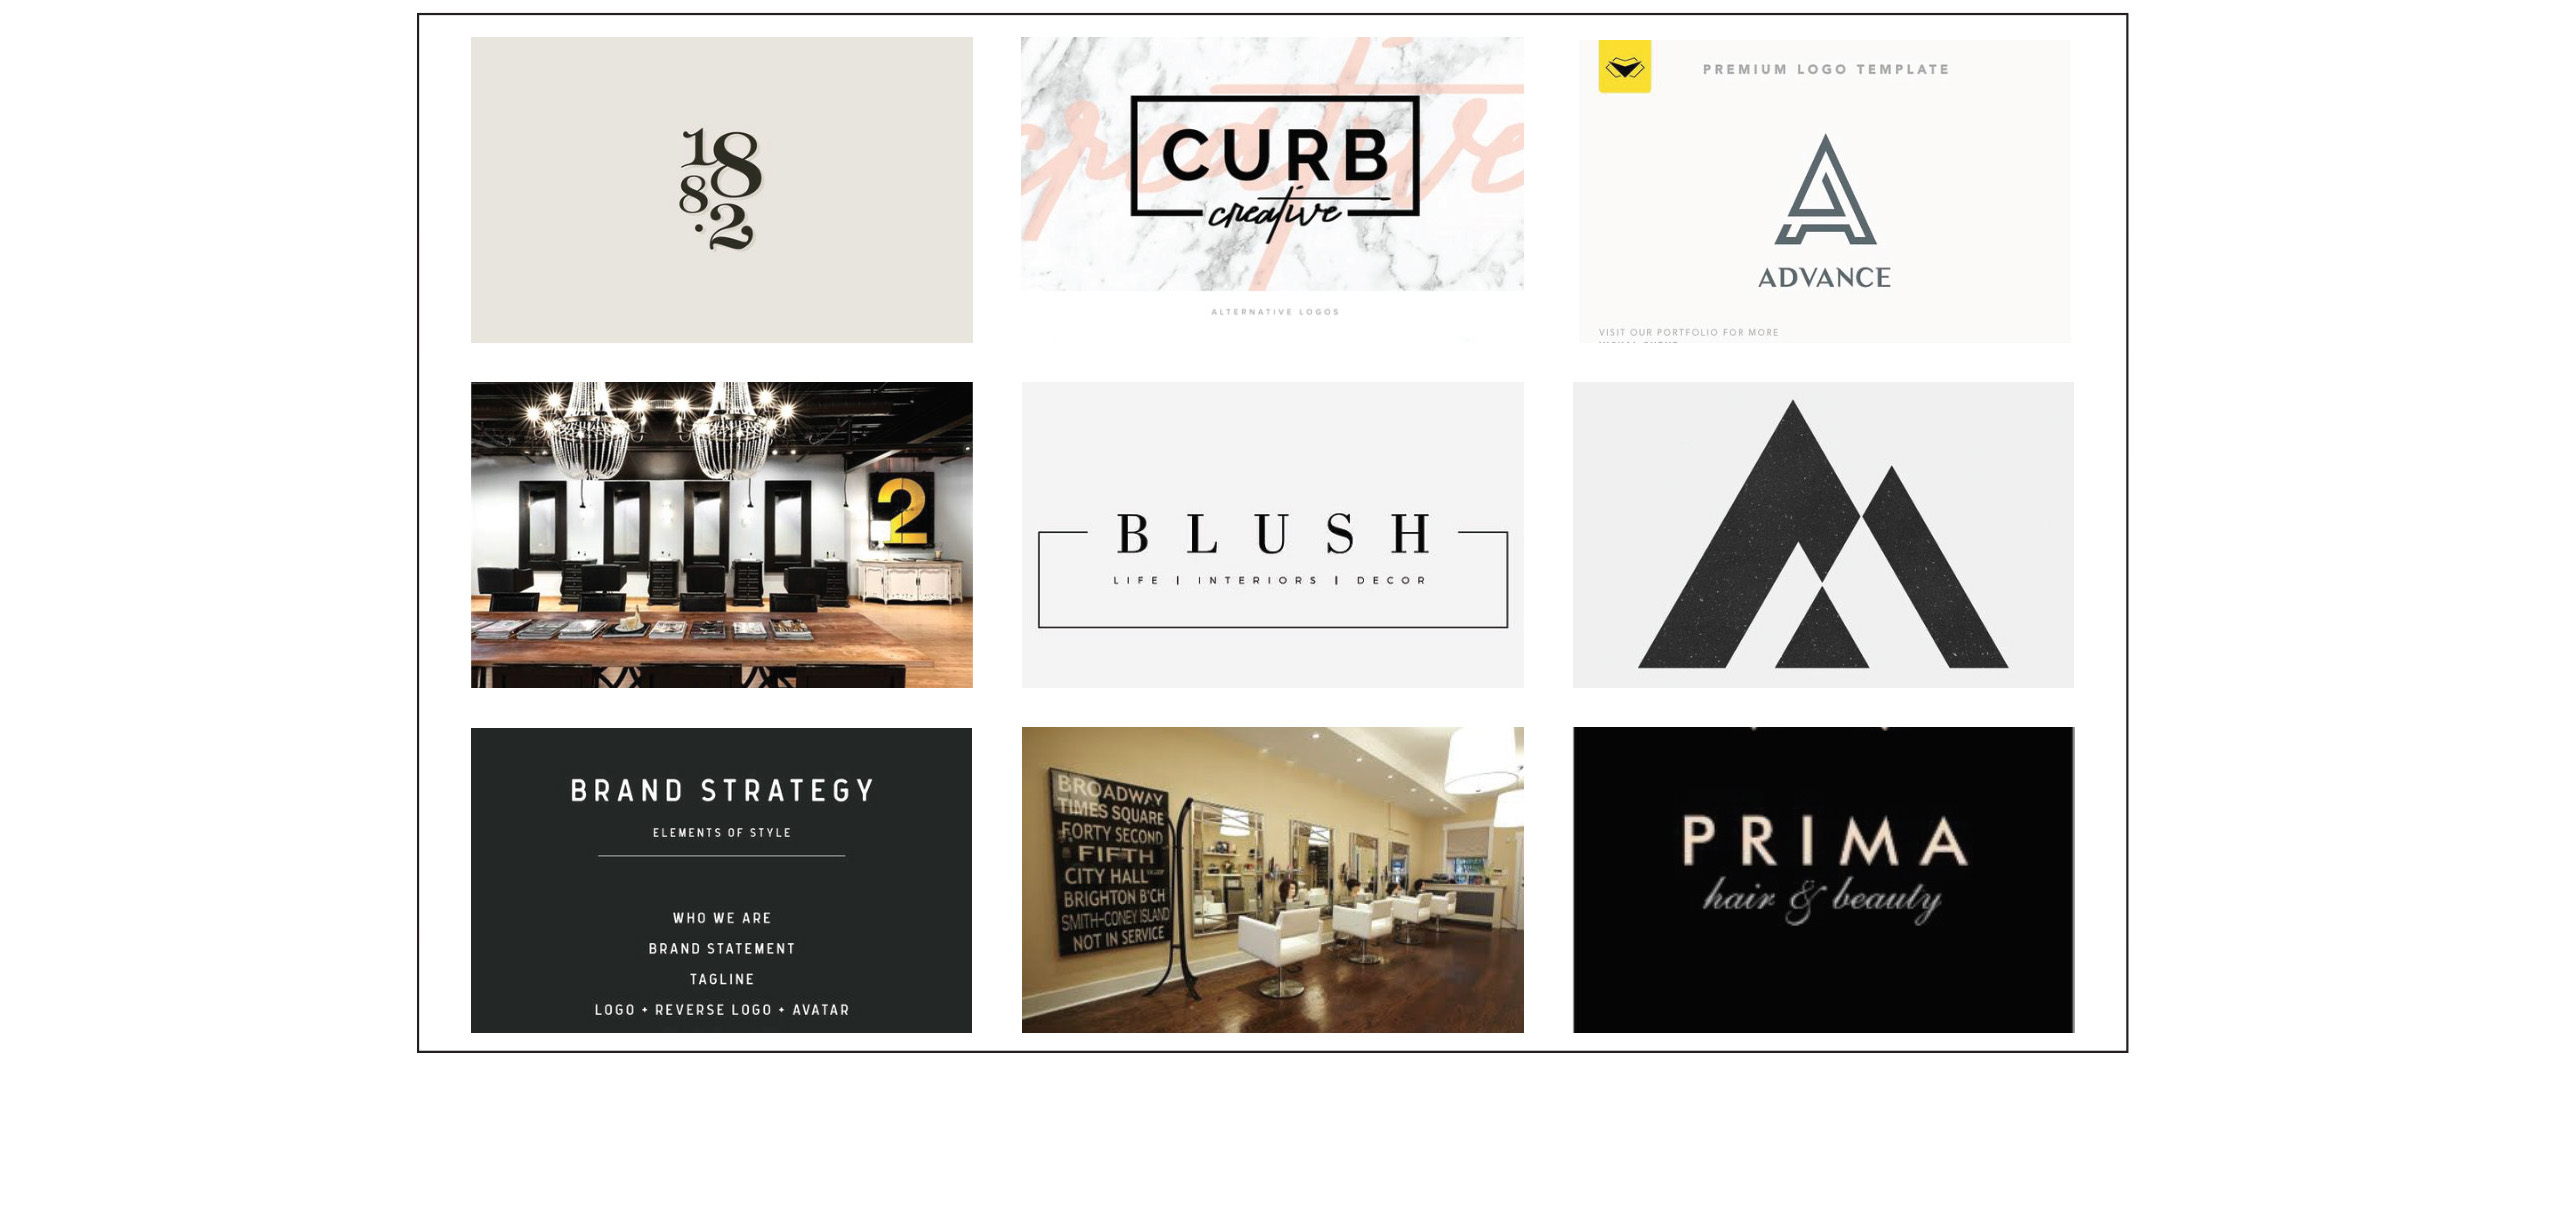 18
8
.2
creative
CURB
creative
ALTERNATIVE LOGOS
PREMIUM LOGO TEMPLATE
A
ADVANCE
VISIT OUR PORTFOLIO FOR MORE
2
BLUSH
LIFE | INTERIORS | DECOR
BRAND STRATEGY
ELEMENTS OF STYLE
WHO WE ARE
BRAND STATEMENT
TAGLINE
LOGO + REVERSE LOGO + AVATAR
BROADWAY
TIMES SQUARE
FORTY SECOND
FIFTH
CITY HALL
BRIGHTON B'CH
SMITH-CONEY ISLAND
NOT IN SERVICE
PRIMA
hair & beauty